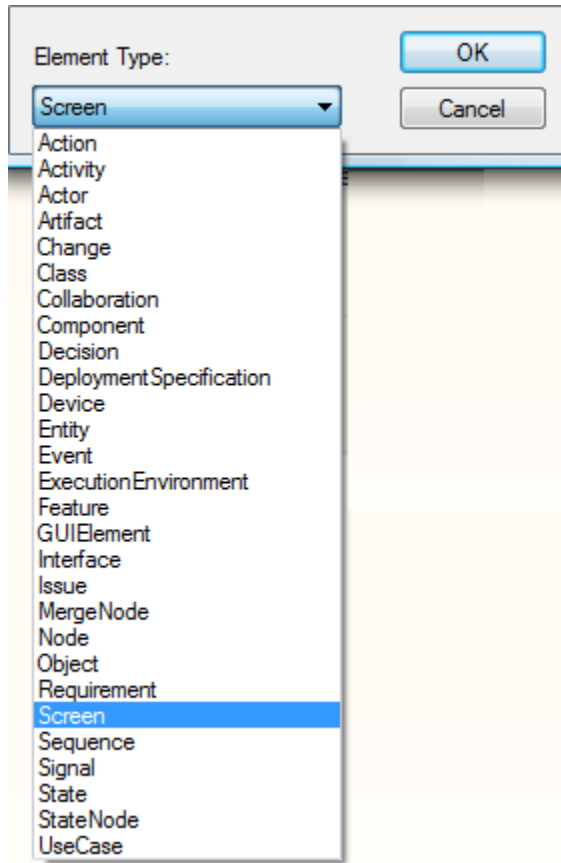 Element Type:
OK
Screen
Cancel
Action
Activity
Actor
Artifact
Change
Class
Collaboration
Component
Decision
DeploymentSpecification
Device
Entity
Event
ExecutionEnvironment
Feature
GUIElement
Interface
Issue
MergeNode
Node
Object
Requirement
Screen
Sequence
Signal
State
StateNode
UseCase